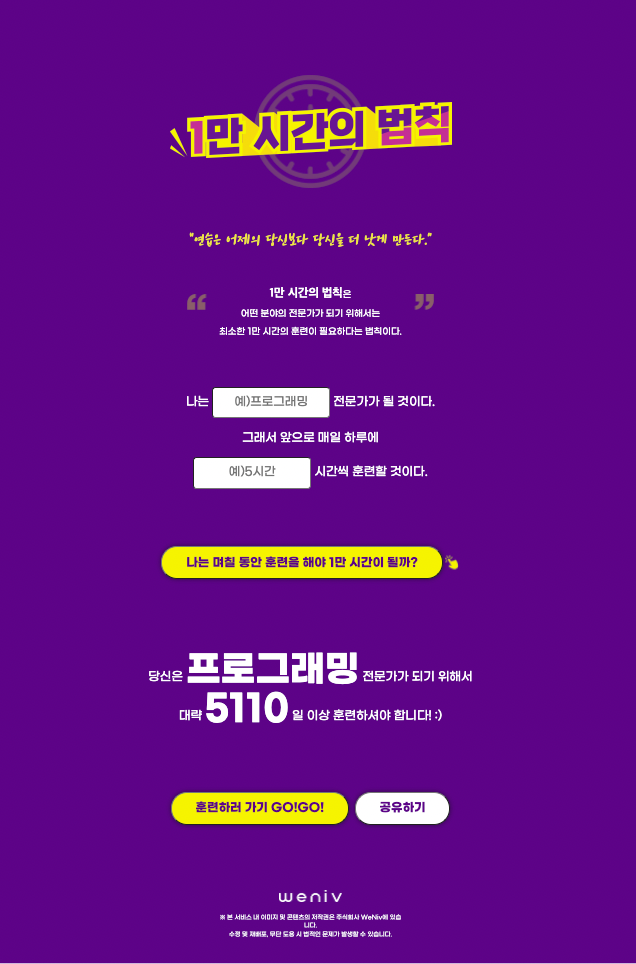 1만 시간의 법칙
"연습은 어제의 당신보다 당신을 더 낫게 만든다."
“ 1만 시간의 법칙은 ”
어떤 분야의 전문가가 되기 위해서는
최소한 1만 시간의 훈련이 필요하다는 법칙이다.
나는 예)프로그래밍 전문가가 될 것이다.
그래서 앞으로 매일 하루에
예)5시간 시간씩 훈련할 것이다.
나는 며칠 동안 훈련을 해야 1만 시간이 될까?
당신은 프로그래밍 전문가가 되기 위해서
대략 5110 일 이상 훈련하셔야 합니다! :)
훈련하러 가기 GO!GO! 공유하기
weniv
※ 본 서비스 내 이미지 및 콘텐츠의 저작권은 주식회사 WeNiv에 있습
니다.
수정 및 재배포, 무단 도용 시 법적인 문제가 발생할 수 있습니다.